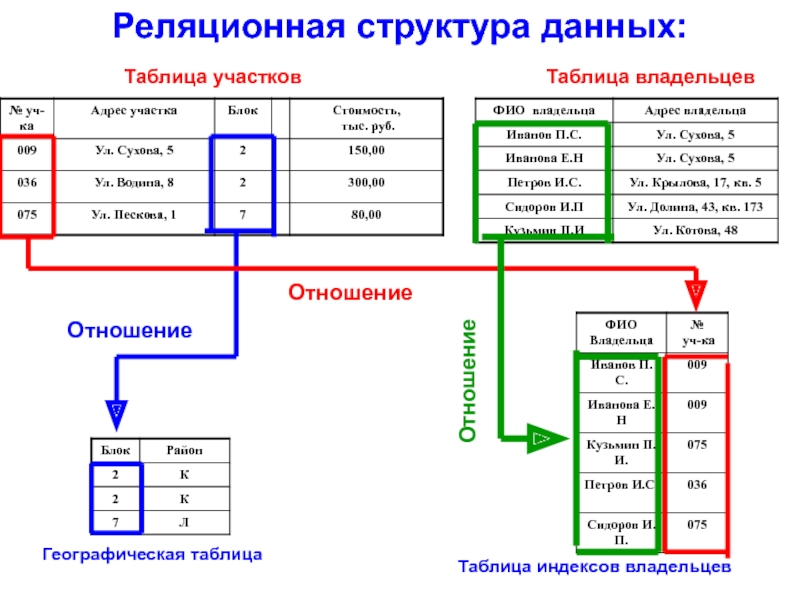 Реляционная структура данных:
Таблица участков
№ уч-
ка
Адрес участка
Блок
Стоимость,
тыс. руб.
009
Ул. Сухова, 5
2
150,00
036
Ул. Водина, 8
2
300,00
075
Ул. Пескова, 1
7
80,00
Таблица владельцев
ФИО владельца
Адрес владельца
Иванов П.С.
Ул. Сухова, 5
Иванова Е.Н
Ул. Сухова, 5
Петров И.С.
Ул. Крылова, 17, кв. 5
Сидоров И.П
Ул. Долина, 43, кв. 173
Кузьмин П.И
Ул. Котова, 48
Отношение
Отношение
Отношение
Блок
Район
2
К
2
К
7
Л
Географическая таблица
ФИО
Владельца
№
уч-ка
Иванов П.
С.
009
Иванова Е.
Н
009
Кузьмин П.
И.
075
Петров И.С
036
Сидоров И.
П.
075
Таблица индексов владельцев